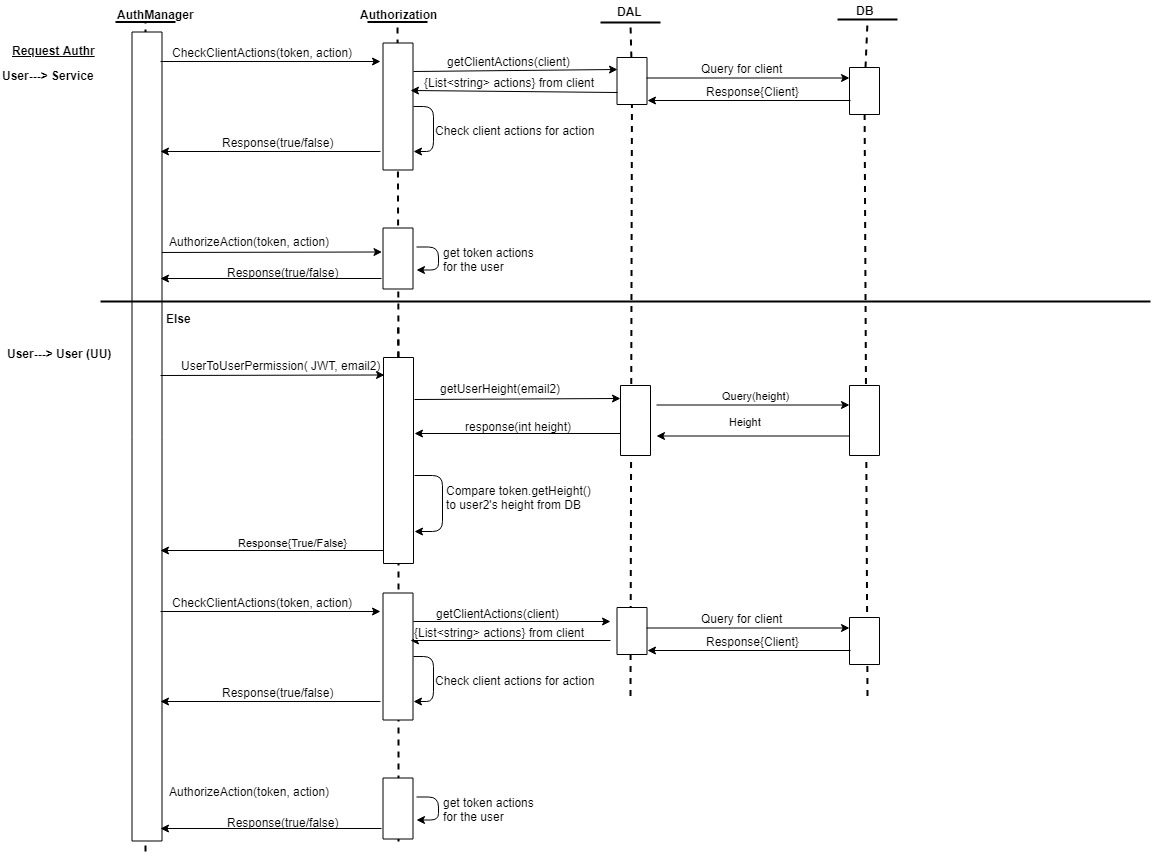 AuthManager
Authorization
DAL
DB
Request Authr
User---> Service
CheckClientActions(token, action)
getClientActions(client)
Query for client
{List<string> actions} from client
Response{Client}
Check client actions for action
Response(true/false)
AuthorizeAction(token, action)
get token actions
for the user
Response(true/false)
Else
User---> User (UU)
UserToUserPermission( JWT, email2)
getUserHeight(email2)
Query(height)
response(int height)
Height
Compare token.getHeight()
to user2's height from DB
Response{True/False}
CheckClientActions(token, action)
getClientActions(client)
Query for client
{List<string> actions} from client
Response{Client}
Check client actions for action
Response(true/false)
AuthorizeAction(token, action)
get token actions
for the user
Response(true/false)